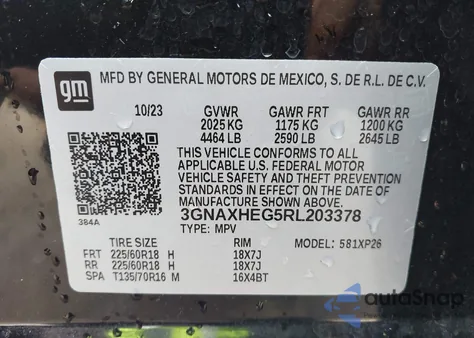 gm
MFD BY GENERAL MOTORS DE MEXICO, S. DE R.L. DE C.V.
10/23 GVWR GAWR FRT GAWR RR
2025 KG 1175 KG 1200 KG
4464 LB 2590 LB 2645 LB
THIS VEHICLE CONFORMS TO ALL
APPLICABLE U.S. FEDERAL MOTOR
VEHICLE SAFETY AND THEFT PREVENTION
STANDARDS IN EFFECT ON THE DATE OF
MANUFACTURE SHOWN ABOVE.
3GNAXHEG5RL203378
384A
TYPE: MPV MODEL: 581XP26
TIRE SIZE RIM
FRT 225/60R18 H 18X7J
RR 225/60R18 H 18X7J
SPA T135/70R16 M 16X4BT
autoSnap